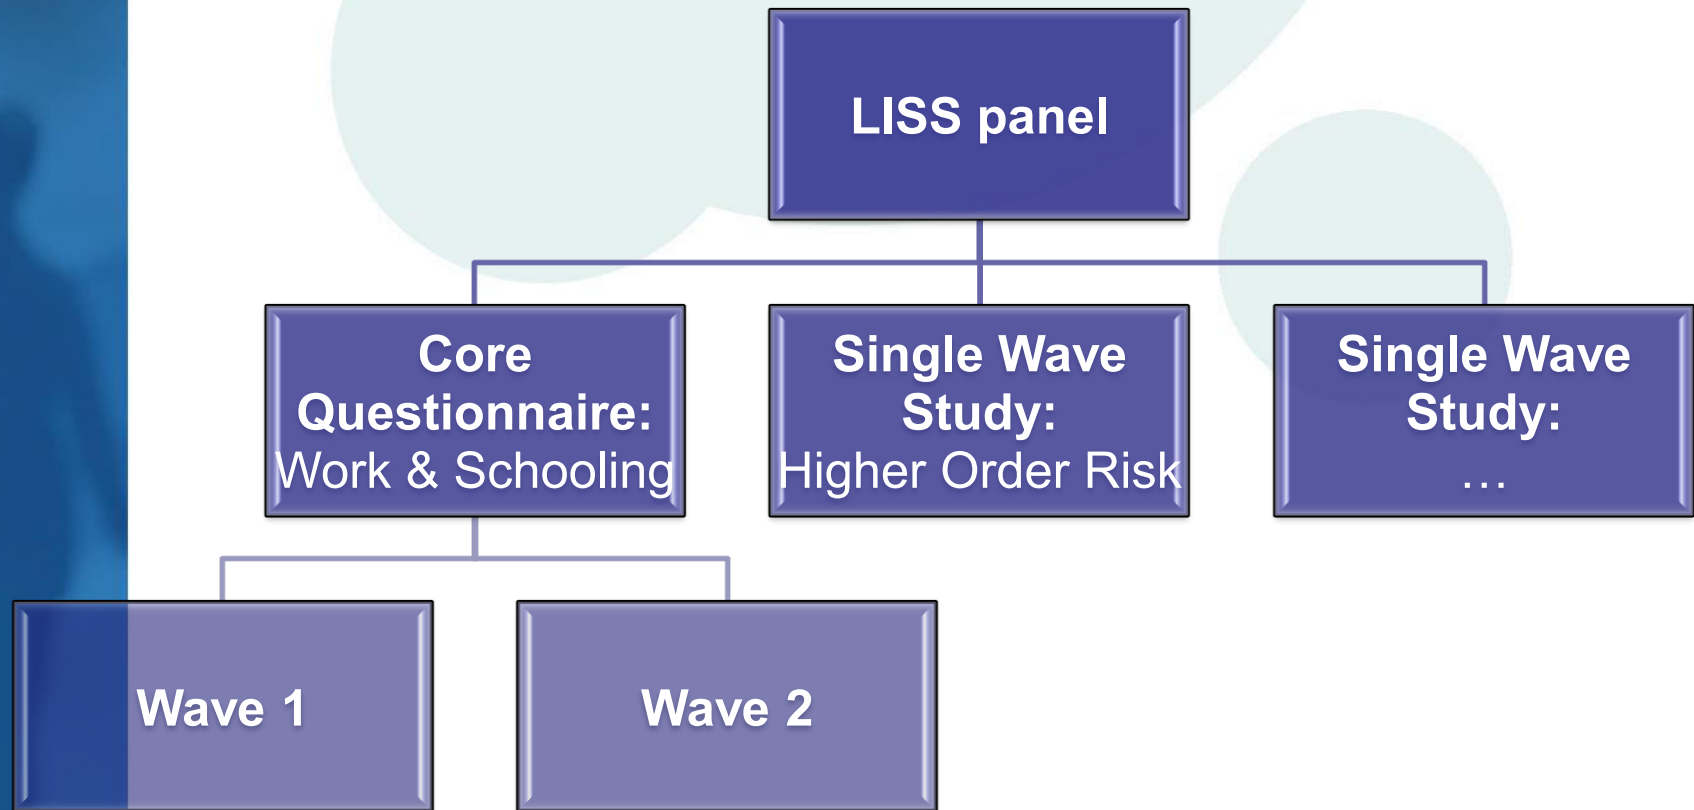 LISS panel
Core
Questionnaire:
Work & Schooling
Single Wave
Study:
Higher Order Risk
Single Wave
Study:
…
Wave 1
Wave 2